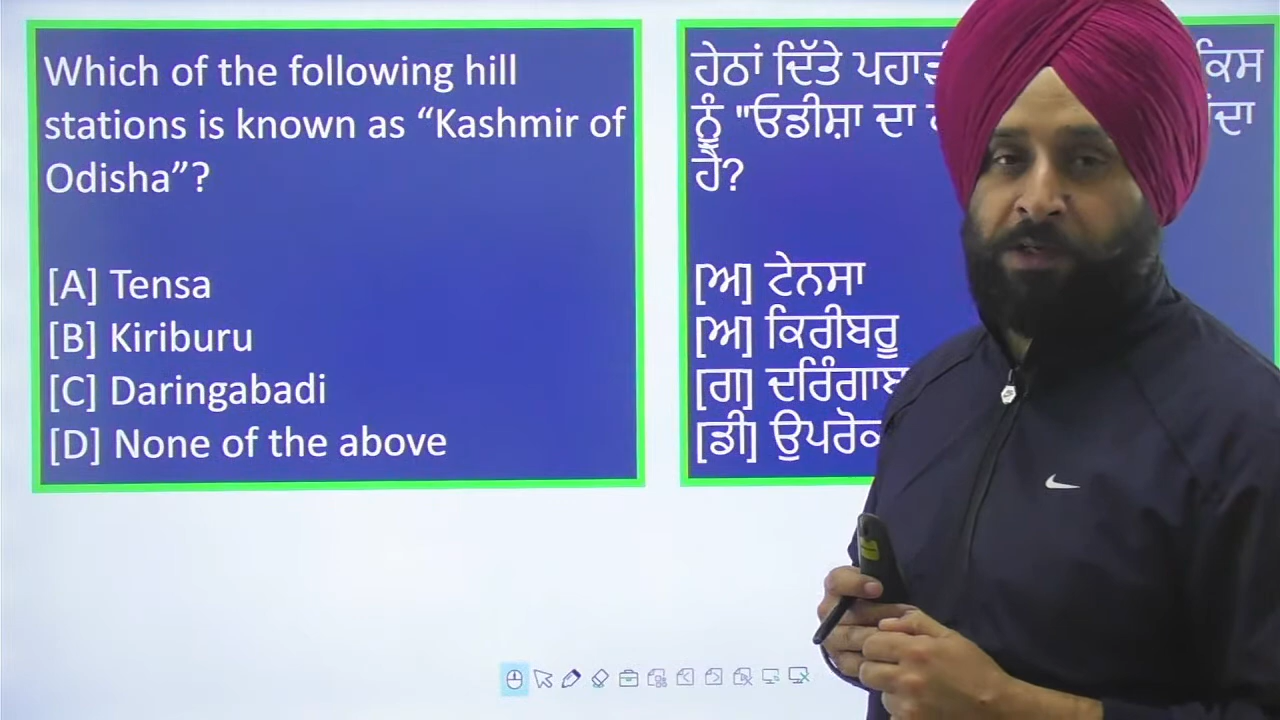 Which of the following hill
stations is known as “Kashmir of
Odisha”?
[A] Tensa
[B] Kiriburu
[C] Daringabadi
[D] None of the above
ਹੇਠਾਂ ਦਿੱਤੇ ਕਿਸ
ਨੂੰ "ਓਡੀਸ਼ਾ ਦਾ
ਹੈ?
[ਅ] ਟੇਨਸਾ
[ਅ] ਕਿਰੀਬਰੂ
[ਗ]
[ਡੀ]